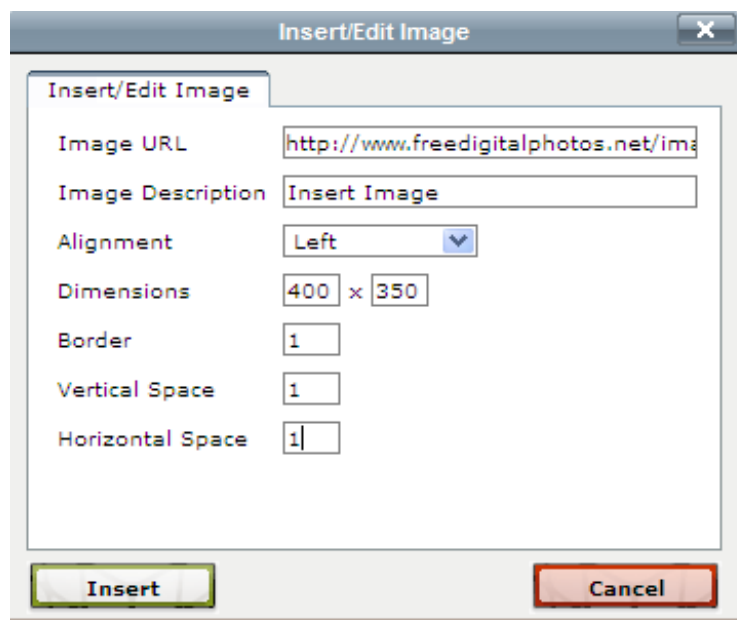 Insert/Edit Image
Insert/Edit Image
Image URL http://www.freedigitalphotos.net/ima
Image Description Insert Image
Alignment Left
Dimensions 400 x 350
Border 1
Vertical Space 1
Horizontal Space 1
Insert Cancel